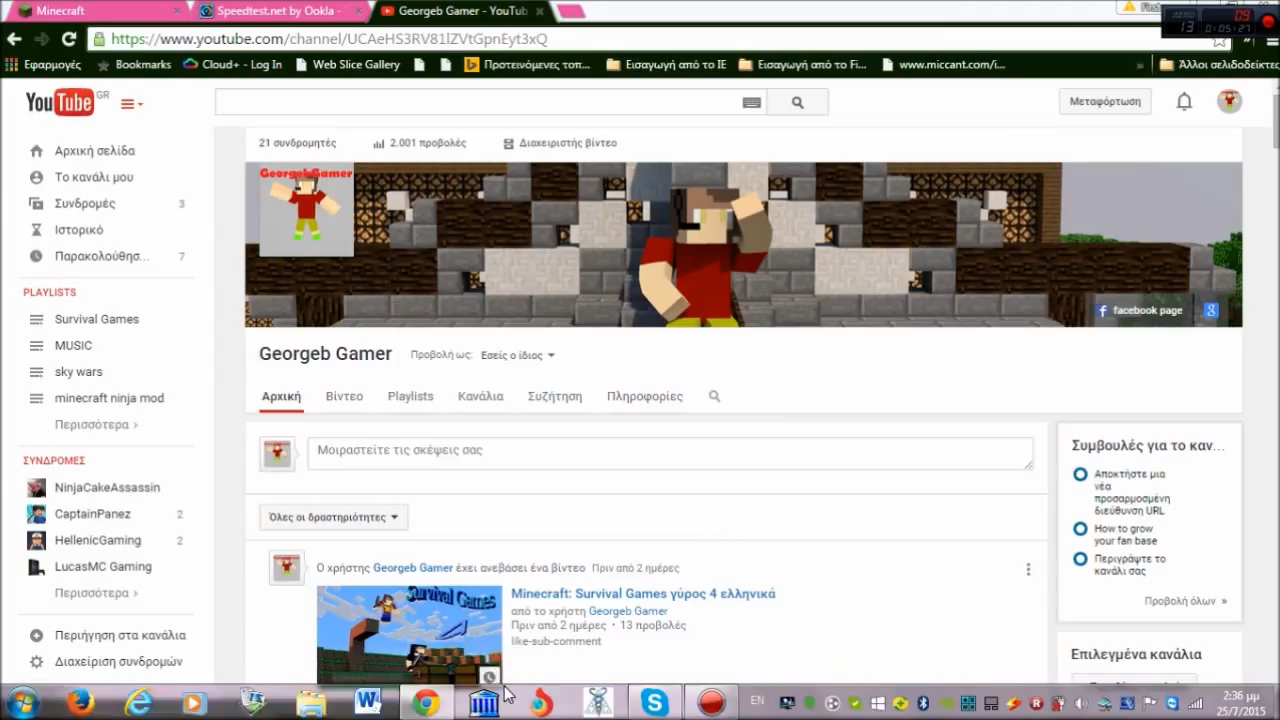 Minecraft
Speedtest.net by Ookla -
Georgeb Gamer - YouTub
09
13
0:05:27
https://www.youtube.com/channel/
Εφαρμογές
Bookmarks
Cloud+ - Log In
Web Slice Gallery
Προτεινόμενες τοπ...
Εισαγωγή από το IE
Εισαγωγή από το Fi...
www.miccant.com/i...
»
Άλλοι σελιδοδείκτες
YouTube GR
Μεταφόρτωση
21 συνδρομητές
2.001 προβολές
Διαχειριστής βίντεο
Αρχική σελίδα
Το κανάλι μου
Συνδρομές 3
Ιστορικό
Παρακολούθησ... 7
PLAYLISTS
Survival Games
MUSIC
sky wars
minecraft ninja mod
Περισσότερα ›
ΣΥΝΔΡΟΜΕΣ
NinjaCakeAssassin
CaptainPanez 2
HellenicGaming 2
LucasMC Gaming
Περισσότερα ›
Περιήγηση στα κανάλια
Διαχείριση συνδρομών
GeorgebGamer
facebook page
Georgeb Gamer
Προβολή ως: Εσείς ο ίδιος
Αρχική
Βίντεο
Playlists
Κανάλια
Συζήτηση
Πληροφορίες
Μοιραστείτε τις σκέψεις σας
Όλες οι δραστηριότητες
Ο χρήστης Georgeb Gamer έχει ανεβάσει ένα βίντεο Πριν από 2 ημέρες
Survival Games
Minecraft: Survival Games γύρος 4 ελληνικά
από το χρήστη Georgeb Gamer
Πριν από 2 ημέρες • 13 προβολές
like-sub-comment
Συμβουλές για το καν...
Αποκτήστε μια
νέα
προσαρμοσμένη
διεύθυνση URL
How to grow
your fan base
Περιγράψτε το
κανάλι σας
Προβολή όλων »
Επιλεγμένα κανάλια
EN
2:36 μμ
25/7/2015